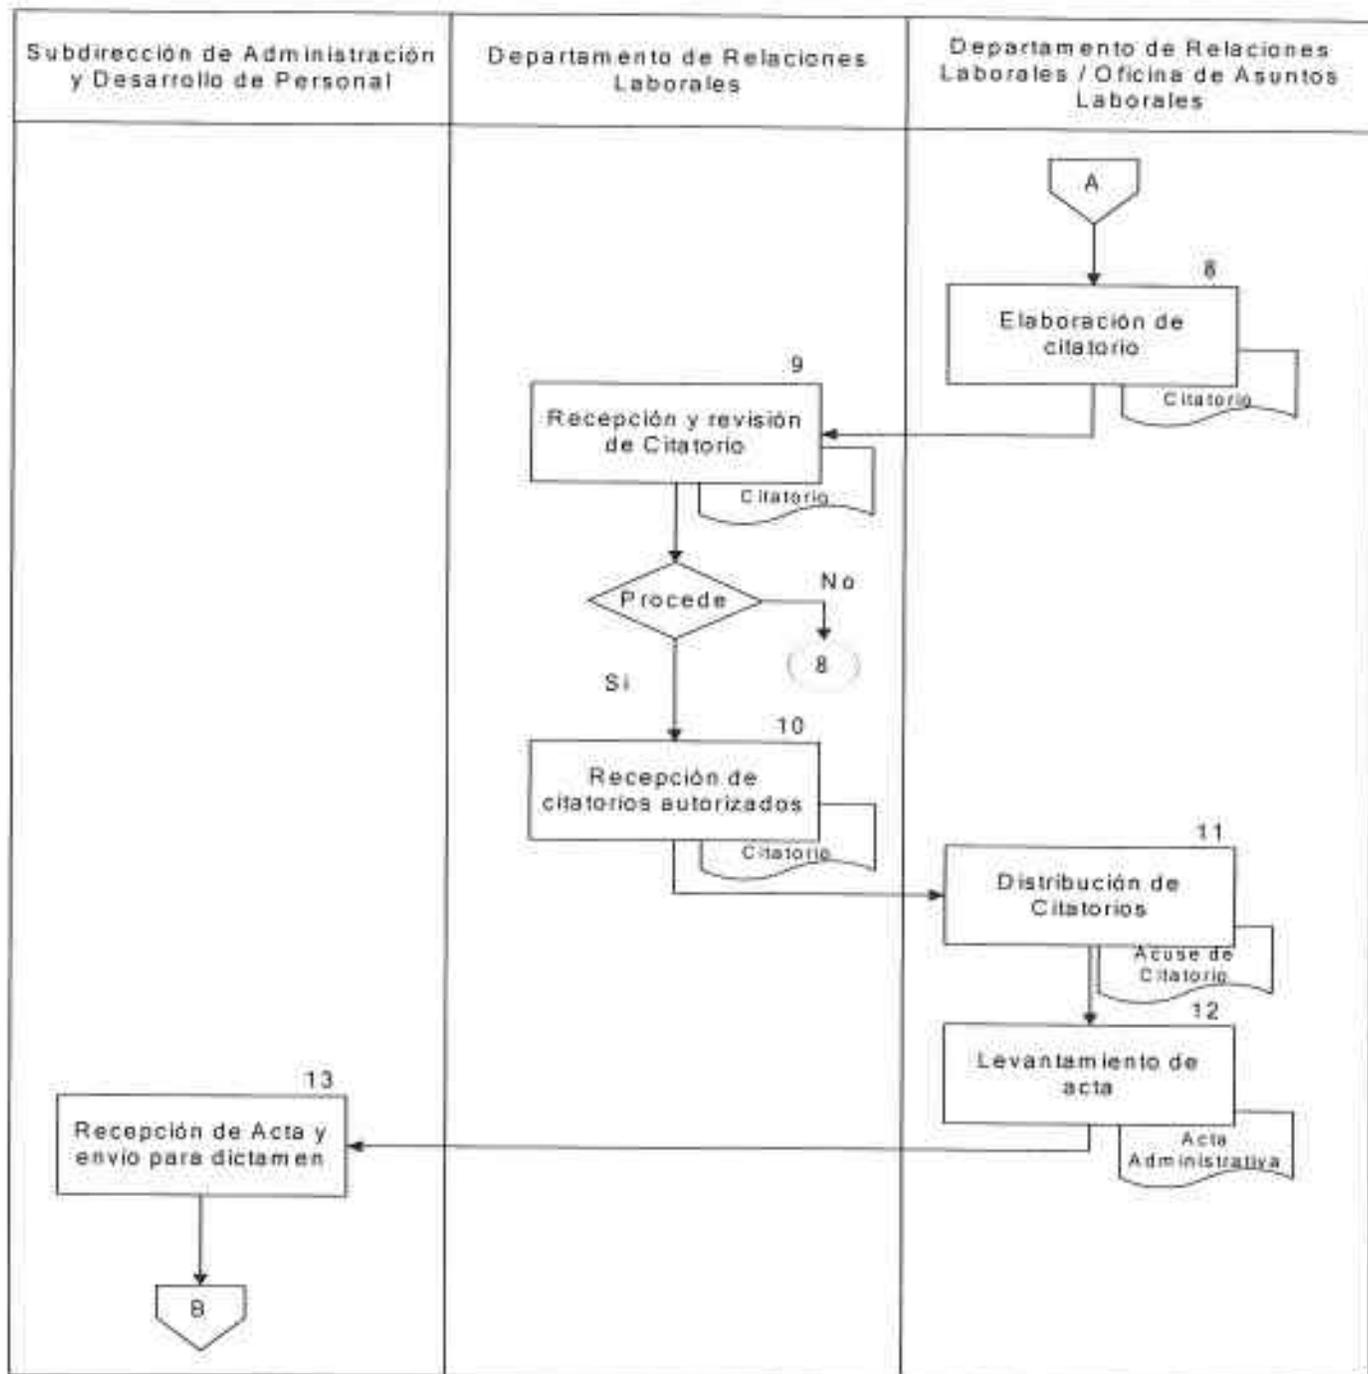 Subdirección de Administración
y Desarrollo de Personal
Departamento de Relaciones
Laborales
Departamento de Relaciones
Laborales / Oficina de Asuntos
Laborales
A
8
Elaboración de
citatorio
Citatorio
9
Recepción y revisión
de Citatorio
Citatorio
Procede
No
8
Si
10
Recepción de
citatorios autorizados
Citatorio
11
Distribución de
Citatorios
Acuse de
Citatorio
12
Levantamiento de
acta
Acta
Administrativa
13
Recepción de Acta y
envio para dictamen
B